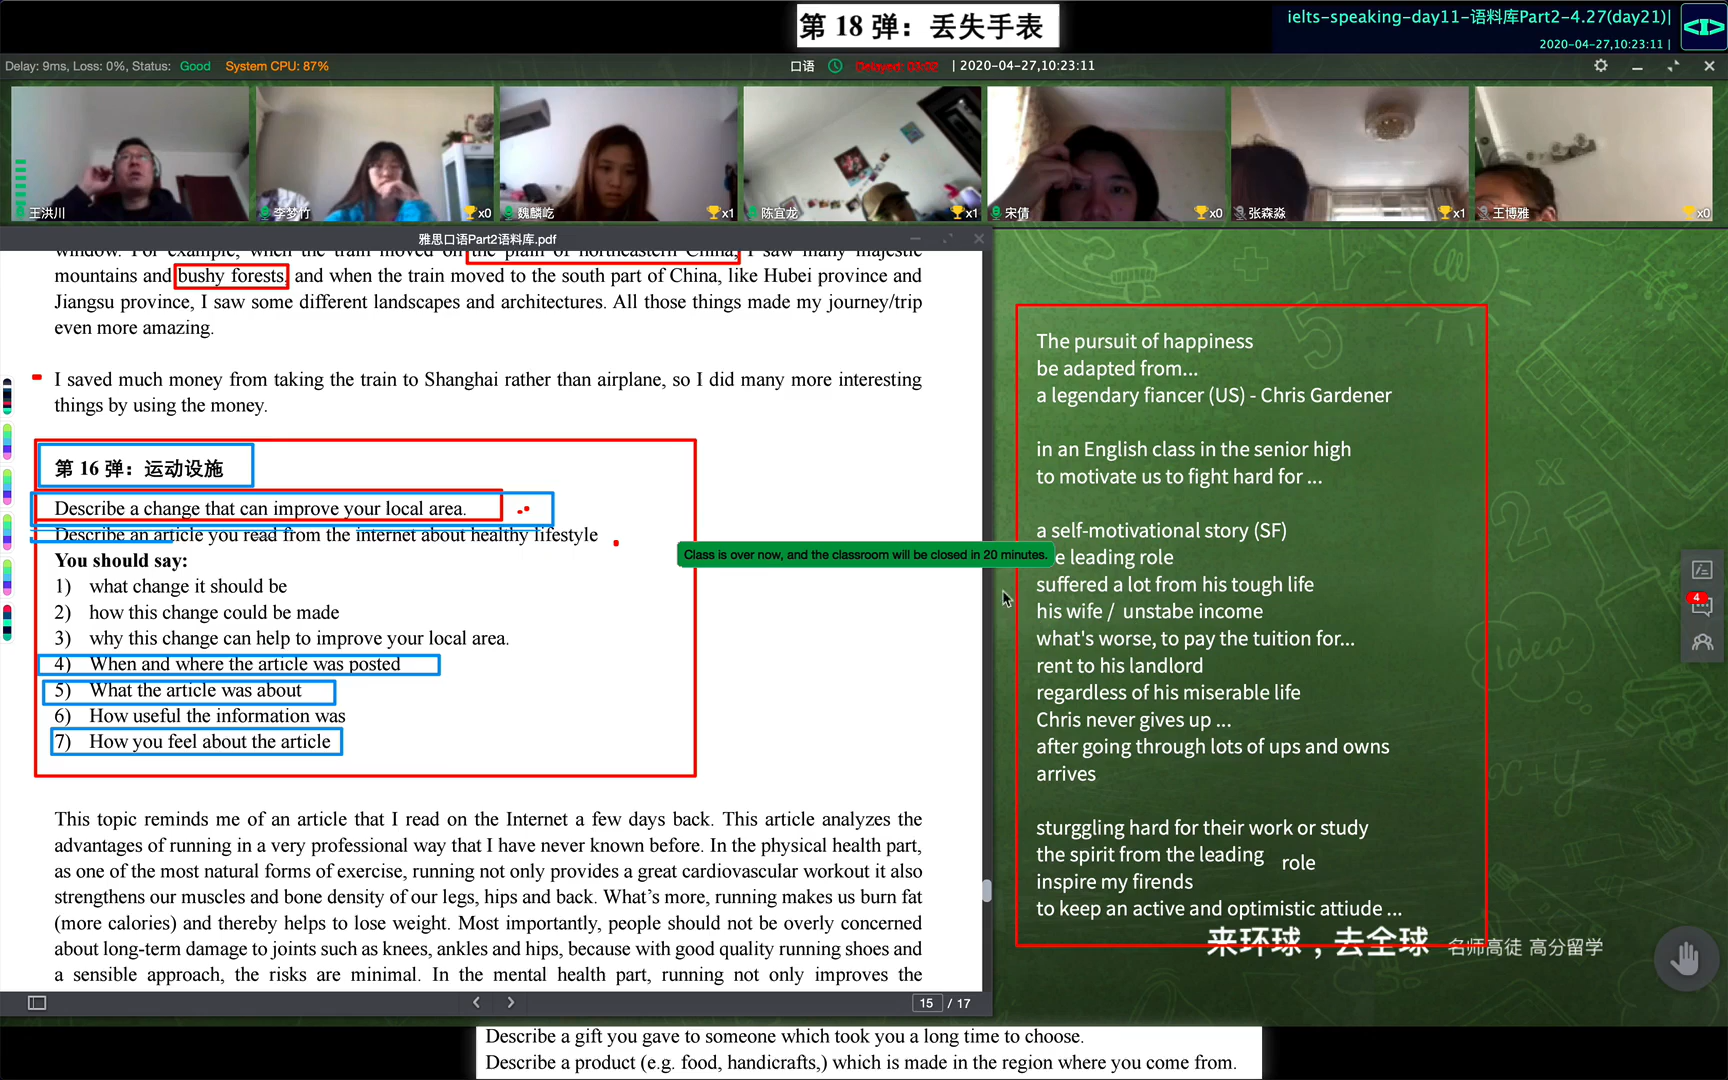 第 18 弹：丢失手表
ielts-speaking-day11-语料库Part2-4.27(day21)|
2020-04-27,10:23:11 |
Delay: 9ms, Loss: 0%, Status: Good System CPU: 87%
口语 | 2020-04-27,10:23:11
王洪川
李梦竹 x0
魏麟屹 x1
陈宜龙 x1
宋倩 x0
张森淼 x1
王博雅 x0
雅思口语Part2语料库.pdf
window. For example, when the train moved on the plain of northeastern China, I saw many majestic
mountains and bushy forests, and when the train moved to the south part of China, like Hubei province and
Jiangsu province, I saw some different landscapes and architectures. All those things made my journey/trip
even more amazing.
I saved much money from taking the train to Shanghai rather than airplane, so I did many more interesting
things by using the money.
第 16 弹：运动设施
Describe a change that can improve your local area.
Describe an article you read from the internet about healthy lifestyle
You should say:
1) what change it should be
2) how this change could be made
3) why this change can help to improve your local area.
4) When and where the article was posted
5) What the article was about
6) How useful the information was
7) How you feel about the article
This topic reminds me of an article that I read on the Internet a few days back. This article analyzes the
advantages of running in a very professional way that I have never known before. In the physical health part,
as one of the most natural forms of exercise, running not only provides a great cardiovascular workout it also
strengthens our muscles and bone density of our legs, hips and back. What's more, running makes us burn fat
(more calories) and thereby helps to lose weight. Most importantly, people should not be overly concerned
about long-term damage to joints such as knees, ankles and hips, because with good quality running shoes and
a sensible approach, the risks are minimal. In the mental health part, running not only improves the
15 / 17
Class is over now, and the classroom will be closed in 20 minutes.
The pursuit of happiness
be adapted from...
a legendary fiancer (US) - Chris Gardener
in an English class in the senior high
to motivate us to fight hard for ...
a self-motivational story (SF)
e leading role
suffered a lot from his tough life
his wife / unstabe income
what's worse, to pay the tuition for...
rent to his landlord
regardless of his miserable life
Chris never gives up ...
after going through lots of ups and owns
arrives
sturggling hard for their work or study
the spirit from the leading role
inspire my firends
to keep an active and optimistic attiude ...
来环球，去全球 名师高徒 高分留学
4
idea
x+y=
Describe a gift you gave to someone which took you a long time to choose.
Describe a product (e.g. food, handicrafts,) which is made in the region where you come from.